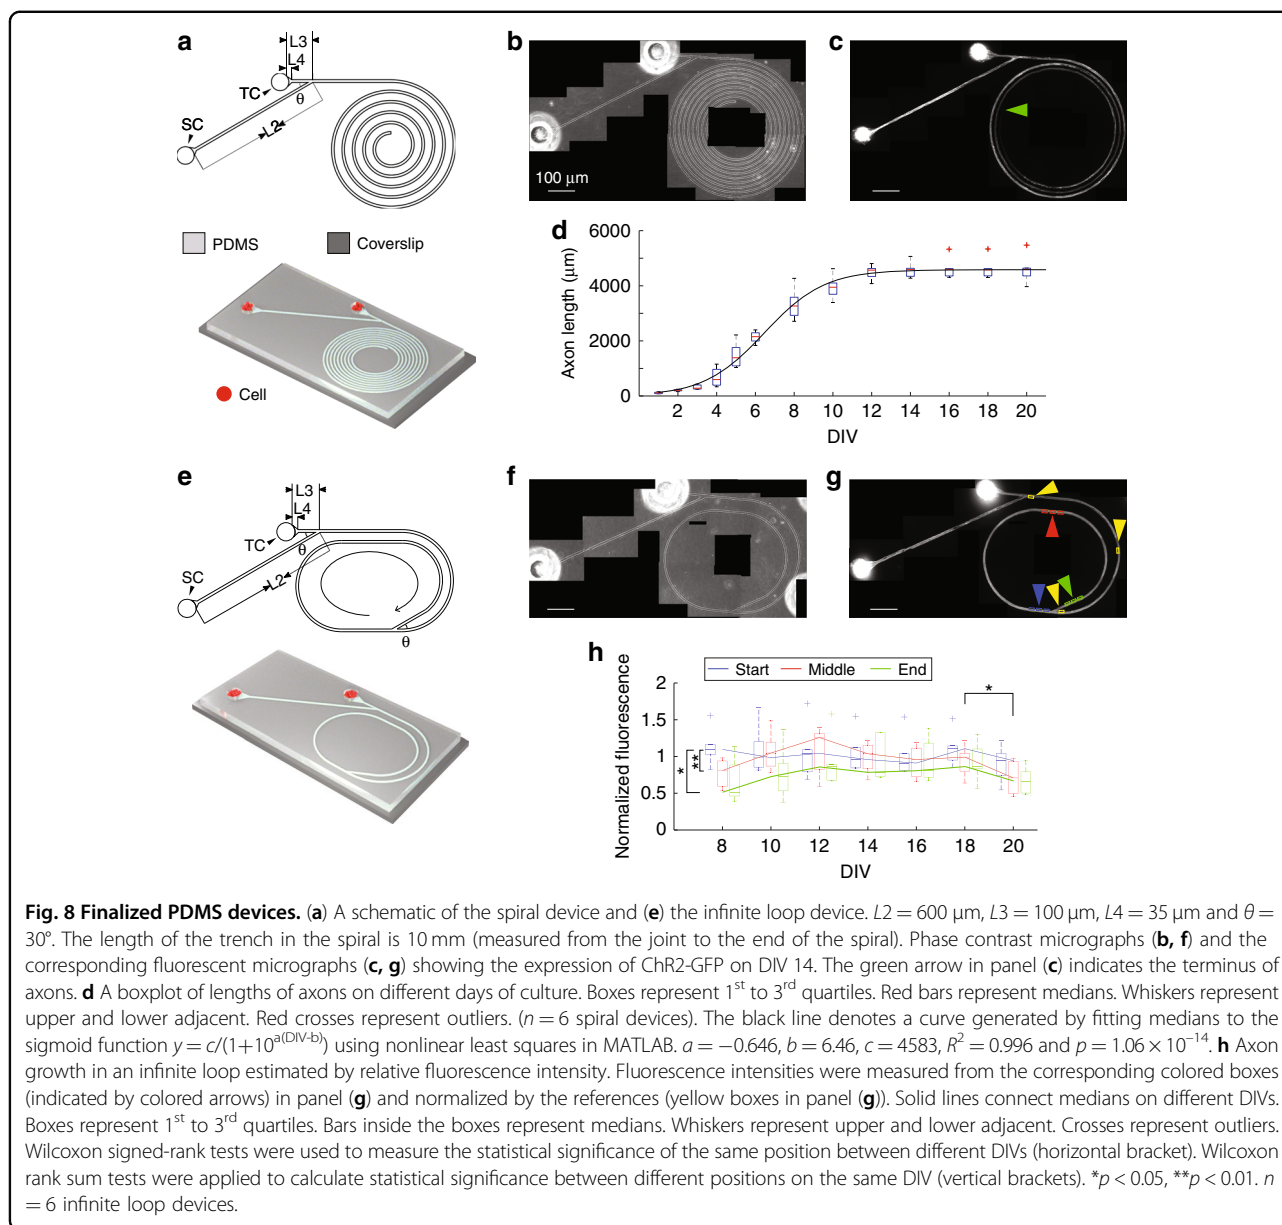 a
L3
L4
TC
θ
SC
L2
PDMS
Coverslip
Cell
b
100 μm
c
d
Axon length (μm)
6000
4000
2000
0
2 4 6 8 10 12 14 16 18 20
DIV
e
L3
L4
TC
θ
SC
L2
θ
f
g
h
Start Middle End
Normalized fluorescence
2
1.5
1
0.5
0
*
**
*
8 10 12 14 16 18 20
DIV
Fig. 8 Finalized PDMS devices. (a) A schematic of the spiral device and (e) the infinite loop device. L2 = 600 μm, L3 = 100 μm, L4 = 35 μm and θ =
30°. The length of the trench in the spiral is 10 mm (measured from the joint to the end of the spiral). Phase contrast micrographs (b, f) and the
corresponding fluorescent micrographs (c, g) showing the expression of ChR2-GFP on DIV 14. The green arrow in panel (c) indicates the terminus of
axons. d A boxplot of lengths of axons on different days of culture. Boxes represent 1st to 3rd quartiles. Red bars represent medians. Whiskers represent
upper and lower adjacent. Red crosses represent outliers. (n = 6 spiral devices). The black line denotes a curve generated by fitting medians to the
sigmoid function y = c/(1+10^a(DIV-b)) using nonlinear least squares in MATLAB. a = −0.646, b = 6.46, c = 4583, R² = 0.996 and p = 1.06 × 10⁻¹⁴. h Axon
growth in an infinite loop estimated by relative fluorescence intensity. Fluorescence intensities were measured from the corresponding colored boxes
(indicated by colored arrows) in panel (g) and normalized by the references (yellow boxes in panel (g)). Solid lines connect medians on different DIVs.
Boxes represent 1st to 3rd quartiles. Bars inside the boxes represent medians. Whiskers represent upper and lower adjacent. Crosses represent outliers.
Wilcoxon signed-rank tests were used to measure the statistical significance of the same position between different DIVs (horizontal bracket). Wilcoxon
rank sum tests were applied to calculate statistical significance between different positions on the same DIV (vertical brackets). *p < 0.05, **p < 0.01. n
= 6 infinite loop devices.